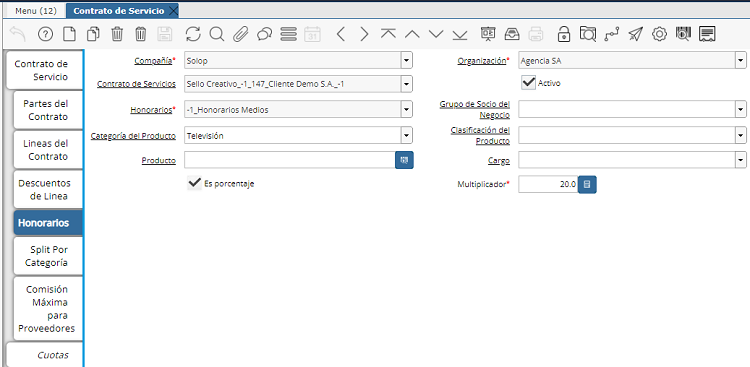 Menu (12)
Contrato de Servicio
31
Contrato de
Servicio
Partes del
Contrato
Lineas del
Contrato
Descuentos
de Linea
Honorarios
Split Por
Categoría
Comisión
Máxima
para
Proveedores
Cuotas
Compañía* Solop
Organización* Agencia SA
Contrato de Servicios Sello Creativo_-1_147_Cliente Demo S.A._-1
Activo
Honorarios* -1_Honorarios Medios
Grupo de Socio del
Negocio
Categoría del Producto Televisión
Clasificación del
Producto
Producto
Cargo
Es porcentaje
Multiplicador* 20.0